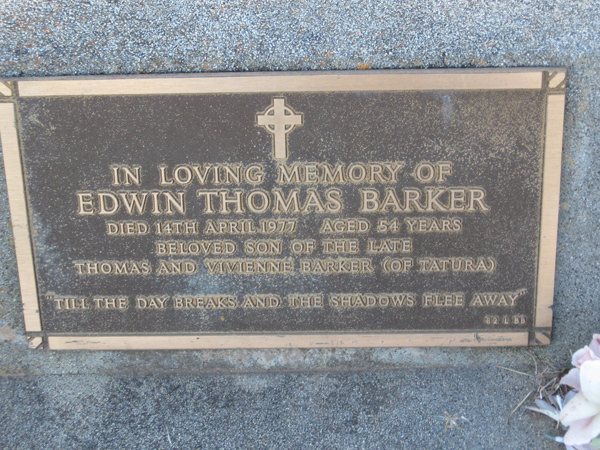 IN LOVING MEMORY OF
EDWIN THOMAS BARKER
DIED 14TH APRIL 1977 AGED 54 YEARS
BELOVED SON OF THE LATE
THOMAS AND VIVIENNE BARKER (OF TATURA)
"TILL THE DAY BREAKS AND THE SHADOWS FLEE AWAY"